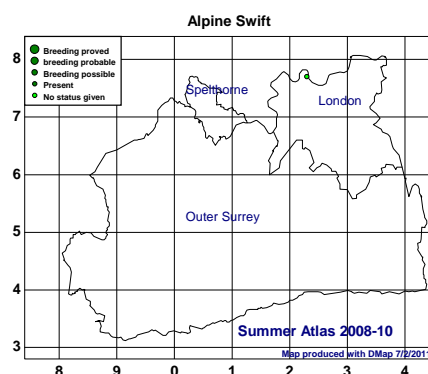 Alpine Swift
Breeding proved
breeding probable
Breeding possible
Present
No status given
8
7
6
5
4
3
Spelthorne
London
Outer Surrey
Summer Atlas 2008-10
Map produced with DMap 7/2/2011
8 9 0 1 2 3 4